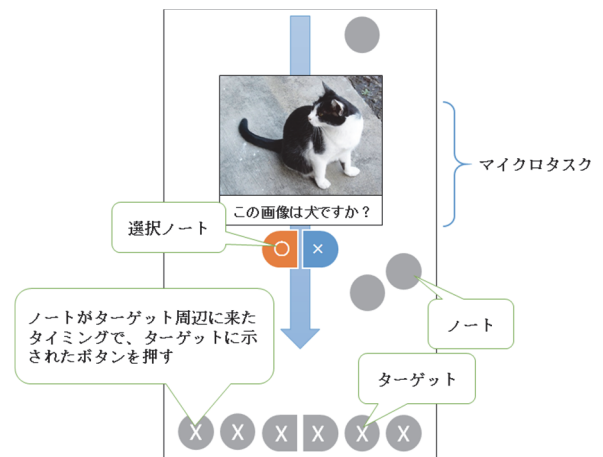 この画像は犬ですか？
マイクロタスク
選択ノート
○ ×
ノートがターゲット周辺に来た
タイミングで、ターゲットに示
されたボタンを押す
ノート
ターゲット
X X X X X X